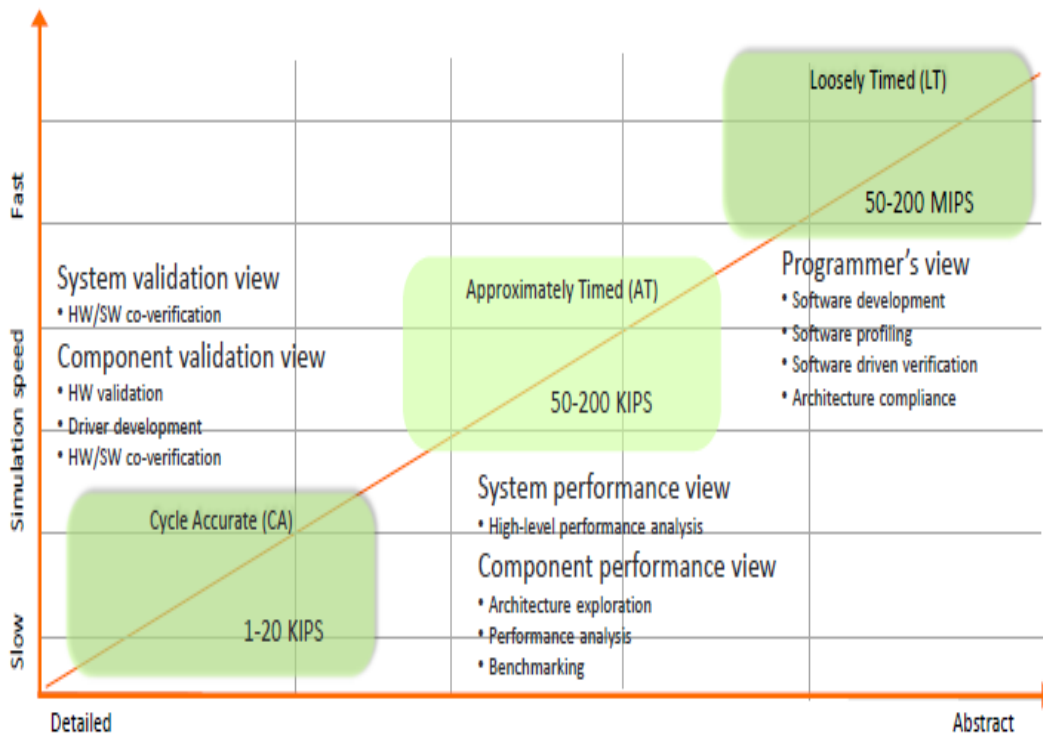 Fast
Simulation speed
Slow
Loosely Timed (LT)
50-200 MIPS
System validation view
• HW/SW co-verification
Component validation view
• HW validation
• Driver development
• HW/SW co-verification
Approximately Timed (AT)
50-200 KIPS
Programmer's view
• Software development
• Software profiling
• Software driven verification
• Architecture compliance
Cycle Accurate (CA)
1-20 KIPS
System performance view
• High-level performance analysis
Component performance view
• Architecture exploration
• Performance analysis
• Benchmarking
Detailed
Abstract